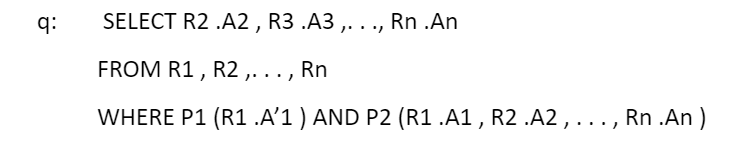 q: SELECT R2 .A2 , R3 .A3 ,. . ., Rn .An
FROM R1 , R2 ,. . . , Rn
WHERE P1 (R1 .A’1 ) AND P2 (R1 .A1 , R2 .A2 , . . . , Rn .An )